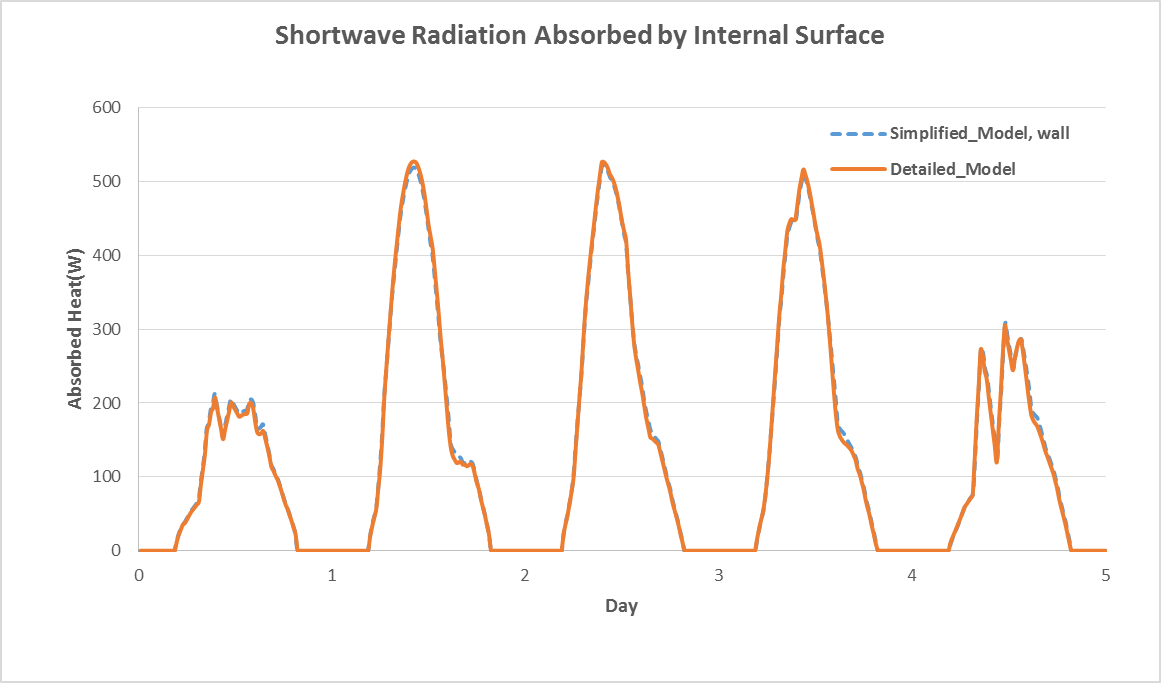 Shortwave Radiation Absorbed by Internal Surface
600
500
400
300
200
100
0
Absorbed Heat(W)
Simplified_Model, wall
Detailed_Model
0 1 2 3 4 5
Day